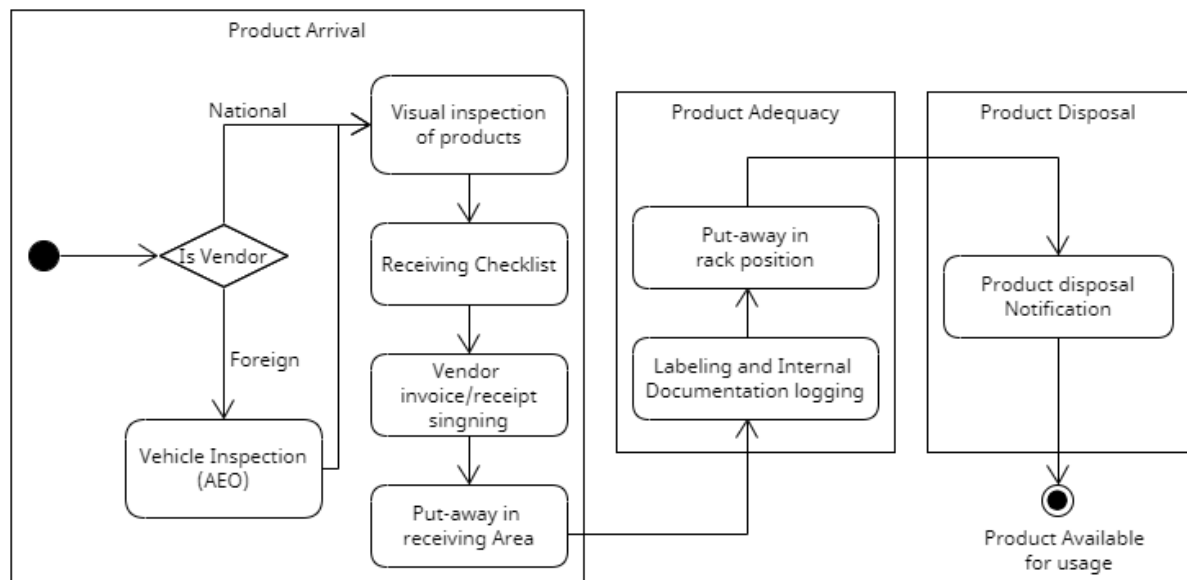 Product Arrival
National
Visual inspection
of products
Is Vendor
Receiving Checklist
Foreign
Vendor
invoice/receipt
singning
Vehicle Inspection
(AEO)
Put-away in
receiving Area
Product Adequacy
Put-away in
rack position
Labeling and Internal
Documentation logging
Product Disposal
Product disposal
Notification
Product Available
for usage